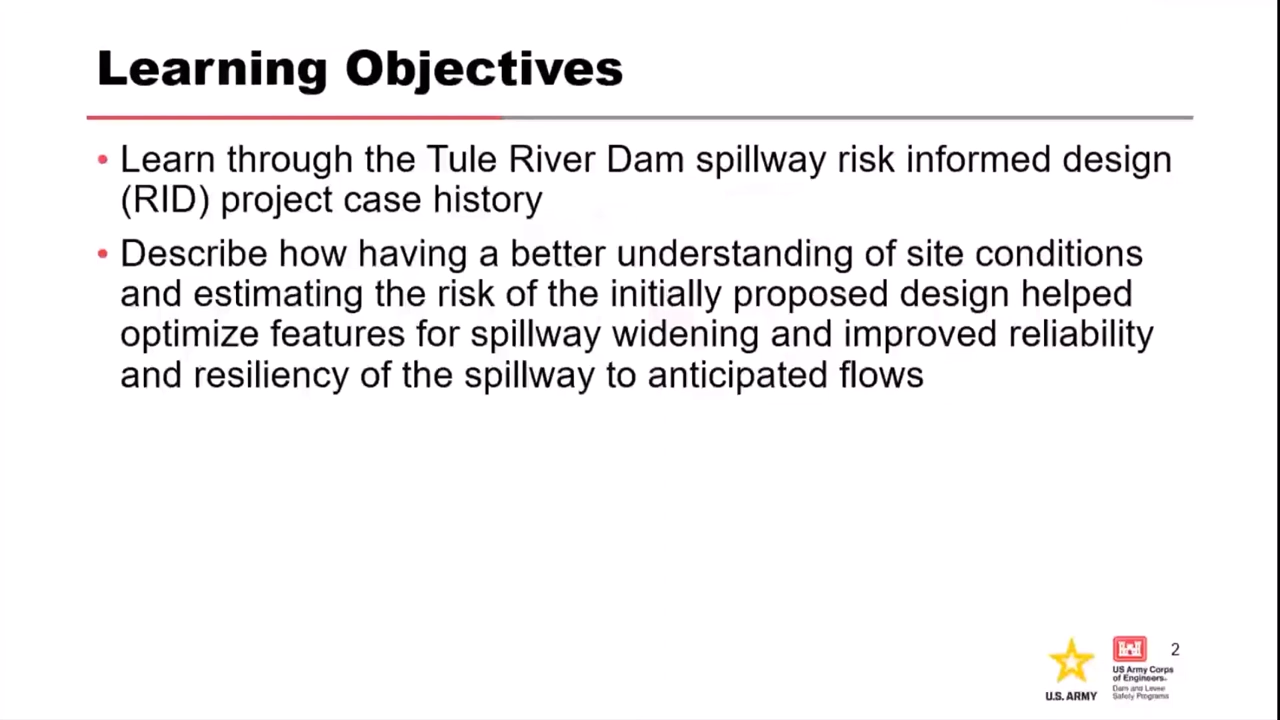 Learning Objectives
• Learn through the Tule River Dam spillway risk informed design
(RID) project case history
• Describe how having a better understanding of site conditions
and estimating the risk of the initially proposed design helped
optimize features for spillway widening and improved reliability
and resiliency of the spillway to anticipated flows
2
U.S. ARMY
US Army Corps
of Engineers®
Dam and Levee
Safety Programs